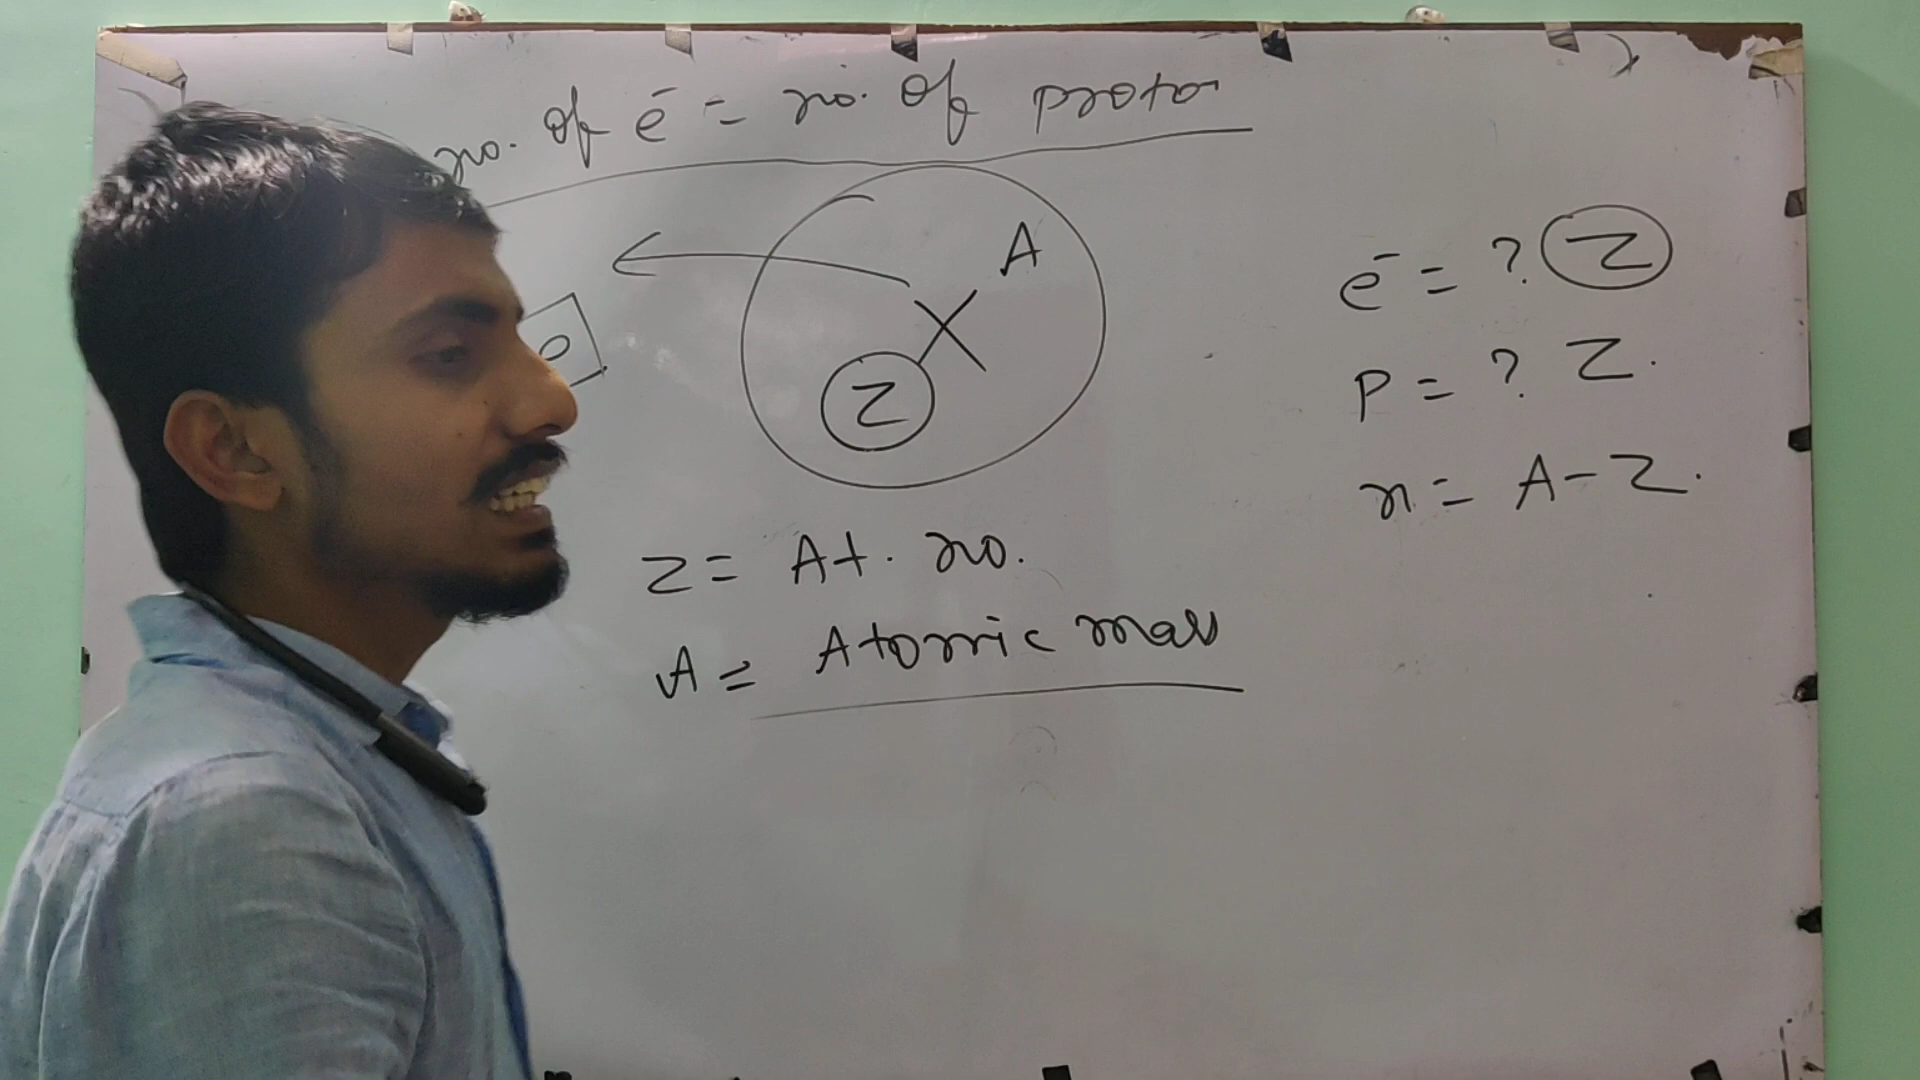 no. of e⁻ = no. of proton
A
X
Z
o
Z = At. no.
A = Atomic mass
e⁻ = ? Z
P = ? Z.
n = A-Z.